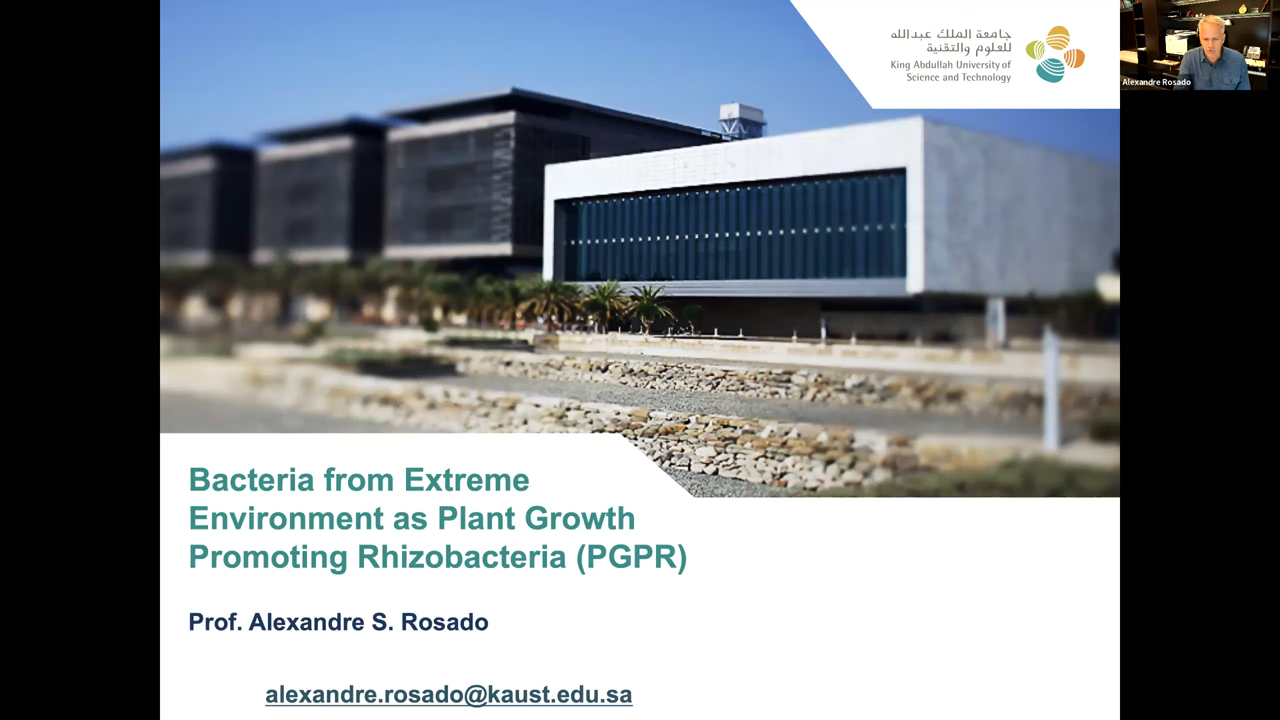 جامعة الملك عبدالله
للعلوم والتقنية
King Abdullah University of
Science and Technology
Alexandre Rosado
Bacteria from Extreme
Environment as Plant Growth
Promoting Rhizobacteria (PGPR)
Prof. Alexandre S. Rosado
alexandre.rosado@kaust.edu.sa